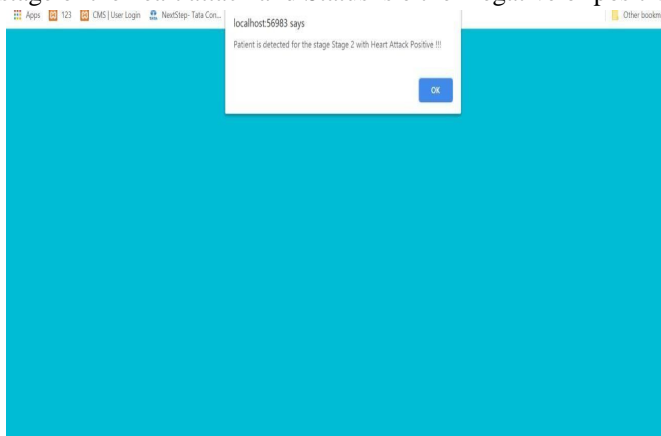 Apps 123 CMS | User Login NextStep- Tata Con... Other bookm
localhost:56983 says
Patient is detected for the stage Stage 2 with Heart Attack Positive !!!
OK